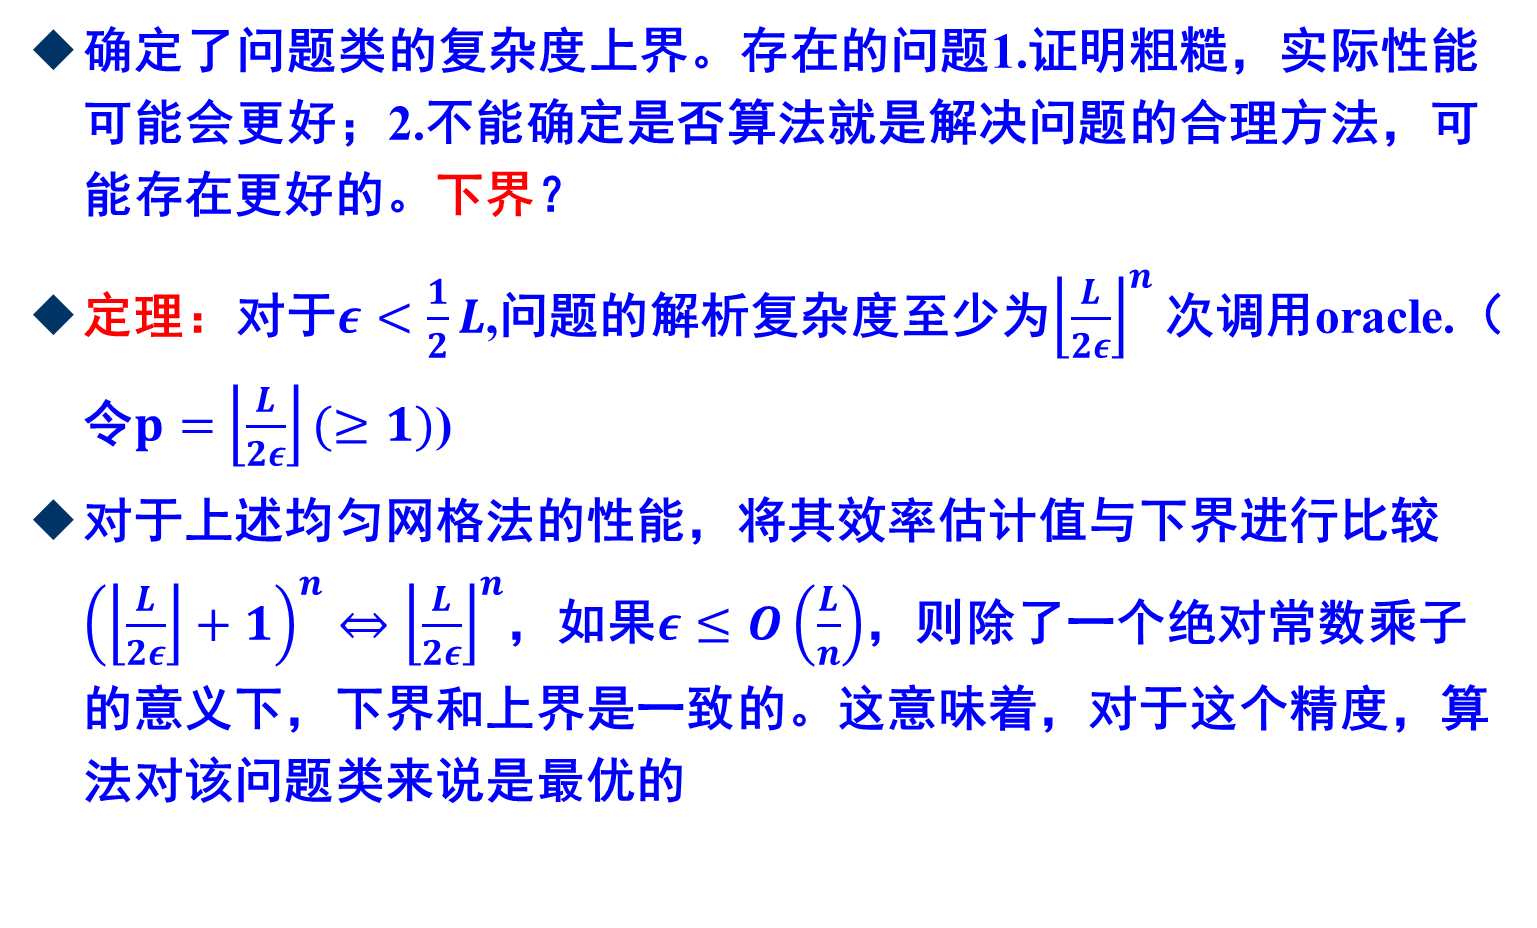 ◆ 确定了问题类的复杂度上界。存在的问题1.证明粗糙，实际性能
可能会更好；2.不能确定是否算法就是解决问题的合理方法，可
能存在更好的。下界？
◆ 定理：对于𝝐 < 𝟏/𝟐 𝑳,问题的解析复杂度至少为⌊𝑳/𝟐𝝐⌋^𝒏 次调用oracle.（
令p = ⌊𝑳/𝟐𝝐⌋ (≥ 𝟏))
◆ 对于上述均匀网格法的性能，将其效率估计值与下界进行比较
(⌊𝑳/𝟐𝝐⌋ + 𝟏)^𝒏 ⇔ ⌊𝑳/𝟐𝝐⌋^𝒏，如果𝝐 ≤ 𝑶(𝑳/𝒏)，则除了一个绝对常数乘子
的意义下，下界和上界是一致的。这意味着，对于这个精度，算
法对该问题类来说是最优的